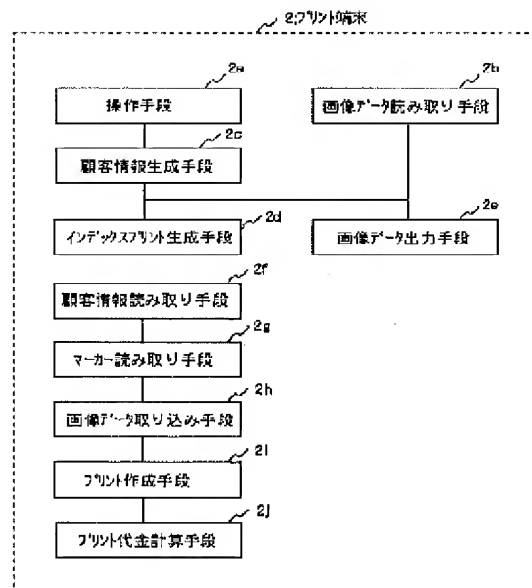 2;プリント端末
2a
操作手段
2b
画像データ読み取り手段
2c
顧客情報生成手段
2d
インデックスプリント生成手段
2e
画像データ出力手段
2f
顧客情報読み取り手段
2g
マーカー読み取り手段
2h
画像データ取り込み手段
2i
プリント作成手段
2j
プリント代金計算手段